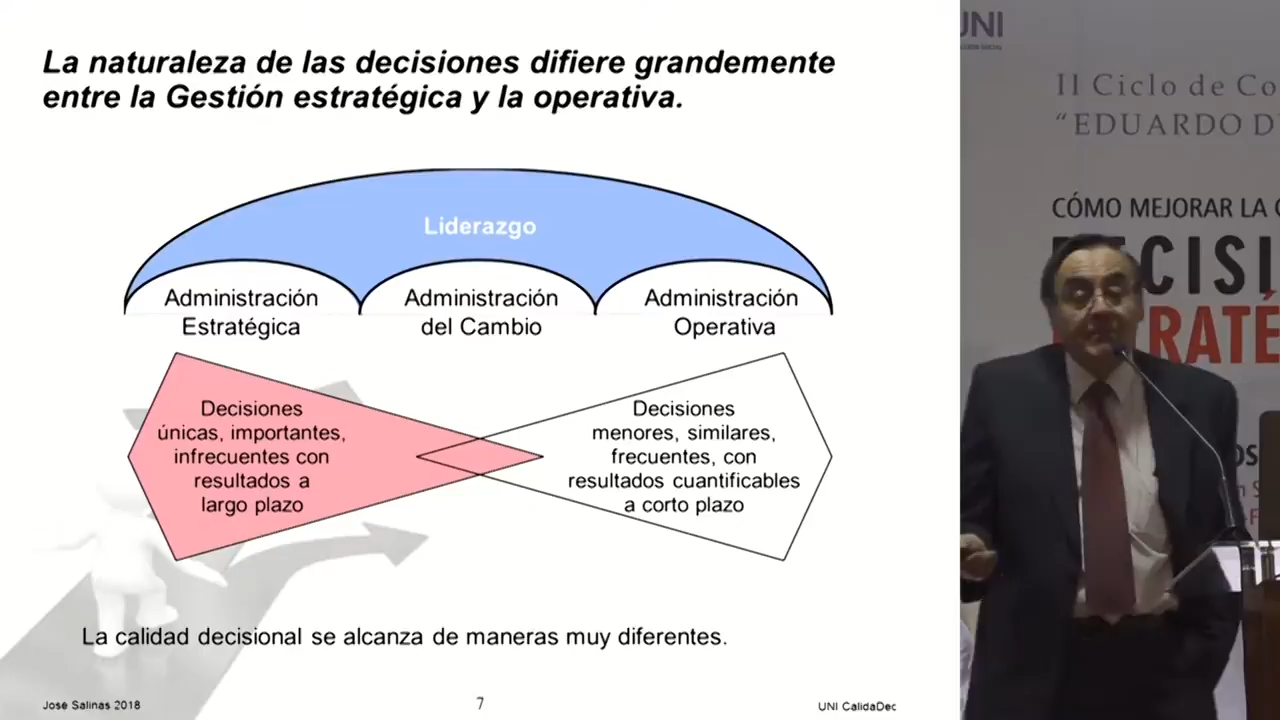 La naturaleza de las decisiones difiere grandemente
entre la Gestión estratégica y la operativa.
Liderazgo
Administración
Estratégica
Administración
del Cambio
Administración
Operativa
Decisiones
únicas, importantes,
infrecuentes con
resultados a
largo plazo
Decisiones
menores, similares,
frecuentes, con
resultados cuantificables
a corto plazo
La calidad decisional se alcanza de maneras muy diferentes.
José Salinas 2018
7
UNI CalidaDec
UNI
II Ciclo de Co
"EDUARDO D
CÓMO MEJORAR LA
CISI
RATÉ